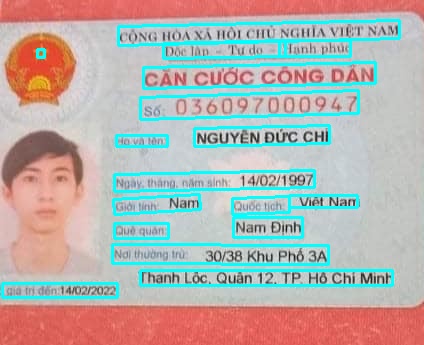 CỘNG HÒA XÃ HỘI CHỦ NGHĨA VIỆT NAM
Độc lập - Tự do - Hạnh phúc
CĂN CƯỚC CÔNG DÂN
Số: 036097000947
Họ và tên: NGUYỄN ĐỨC CHÍ
Ngày, tháng, năm sinh: 14/02/1997
Giới tính: Nam Quốc tịch: Việt Nam
Quê quán: Nam Định
Nơi thường trú: 30/38 Khu Phố 3A
Thạnh Lộc, Quận 12, TP. Hồ Chí Minh
giá trị đến:14/02/2022